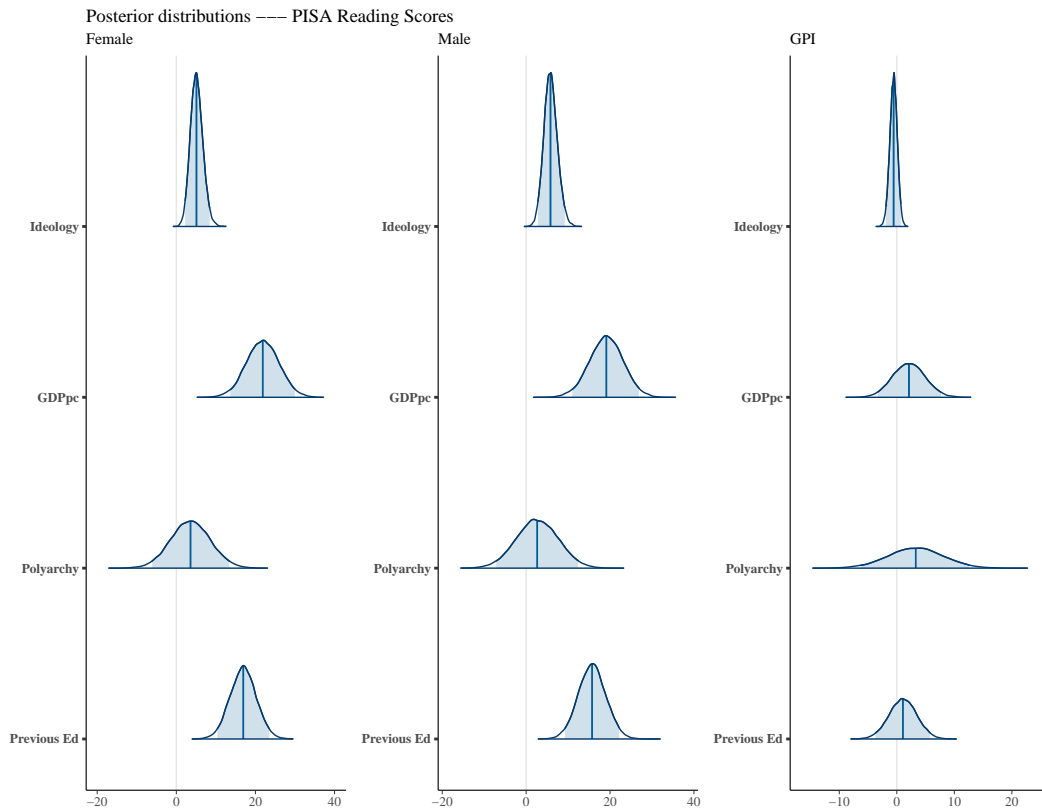 Posterior distributions −−− PISA Reading Scores
Female
Male
GPI
Ideology
GDPpc
Polyarchy
Previous Ed
−20 0 20 40
Ideology
GDPpc
Polyarchy
Previous Ed
−20 0 20 40
Ideology
GDPpc
Polyarchy
Previous Ed
−10 0 10 20